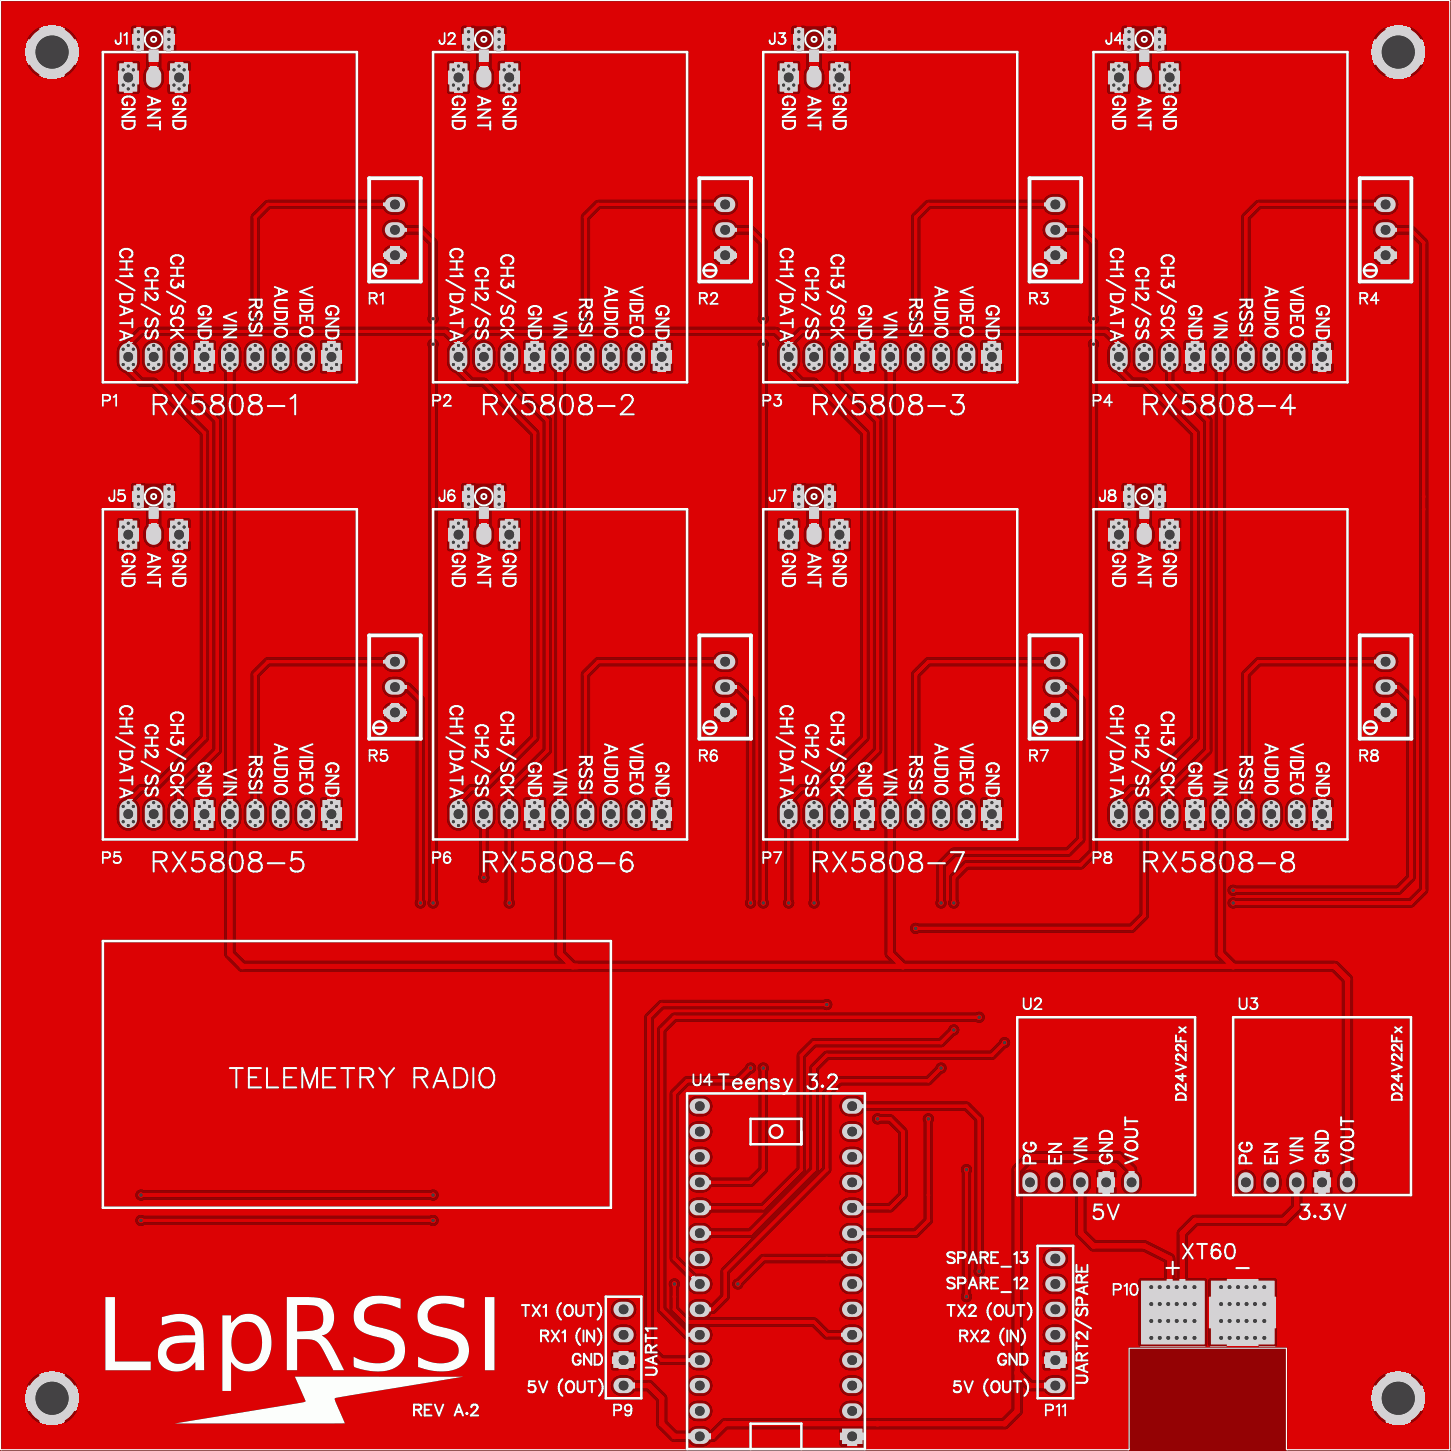 J1 J2 J3 J4
GND ANT GND GND ANT GND GND ANT GND GND ANT GND
CH1/DATA CH2/SS CH3/SCK GND VIN RSSI AUDIO VIDEO GND R1
CH1/DATA CH2/SS CH3/SCK GND VIN RSSI AUDIO VIDEO GND R2
CH1/DATA CH2/SS CH3/SCK GND VIN RSSI AUDIO VIDEO GND R3
CH1/DATA CH2/SS CH3/SCK GND VIN RSSI AUDIO VIDEO GND R4
P1 RX5808-1 P2 RX5808-2 P3 RX5808-3 P4 RX5808-4
J5 J6 J7 J8
GND ANT GND GND ANT GND GND ANT GND GND ANT GND
CH1/DATA CH2/SS CH3/SCK GND VIN RSSI AUDIO VIDEO GND R5
CH1/DATA CH2/SS CH3/SCK GND VIN RSSI AUDIO VIDEO GND R6
CH1/DATA CH2/SS CH3/SCK GND VIN RSSI AUDIO VIDEO GND R7
CH1/DATA CH2/SS CH3/SCK GND VIN RSSI AUDIO VIDEO GND R8
P5 RX5808-5 P6 RX5808-6 P7 RX5808-7 P8 RX5808-8
TELEMETRY RADIO
U4 Teensy 3.2
U2
D24V22Fx
PG EN VIN GND VOUT
5V
U3
D24V22Fx
PG EN VIN GND VOUT
3.3V
XT60
+ -
P10
LapRSSI
REV A.2
TX1 (OUT)
RX1 (IN)
GND
5V (OUT)
UART1
P9
SPARE_13
SPARE_12
TX2 (OUT)
RX2 (IN)
GND
5V (OUT)
UART2/SPARE
P11